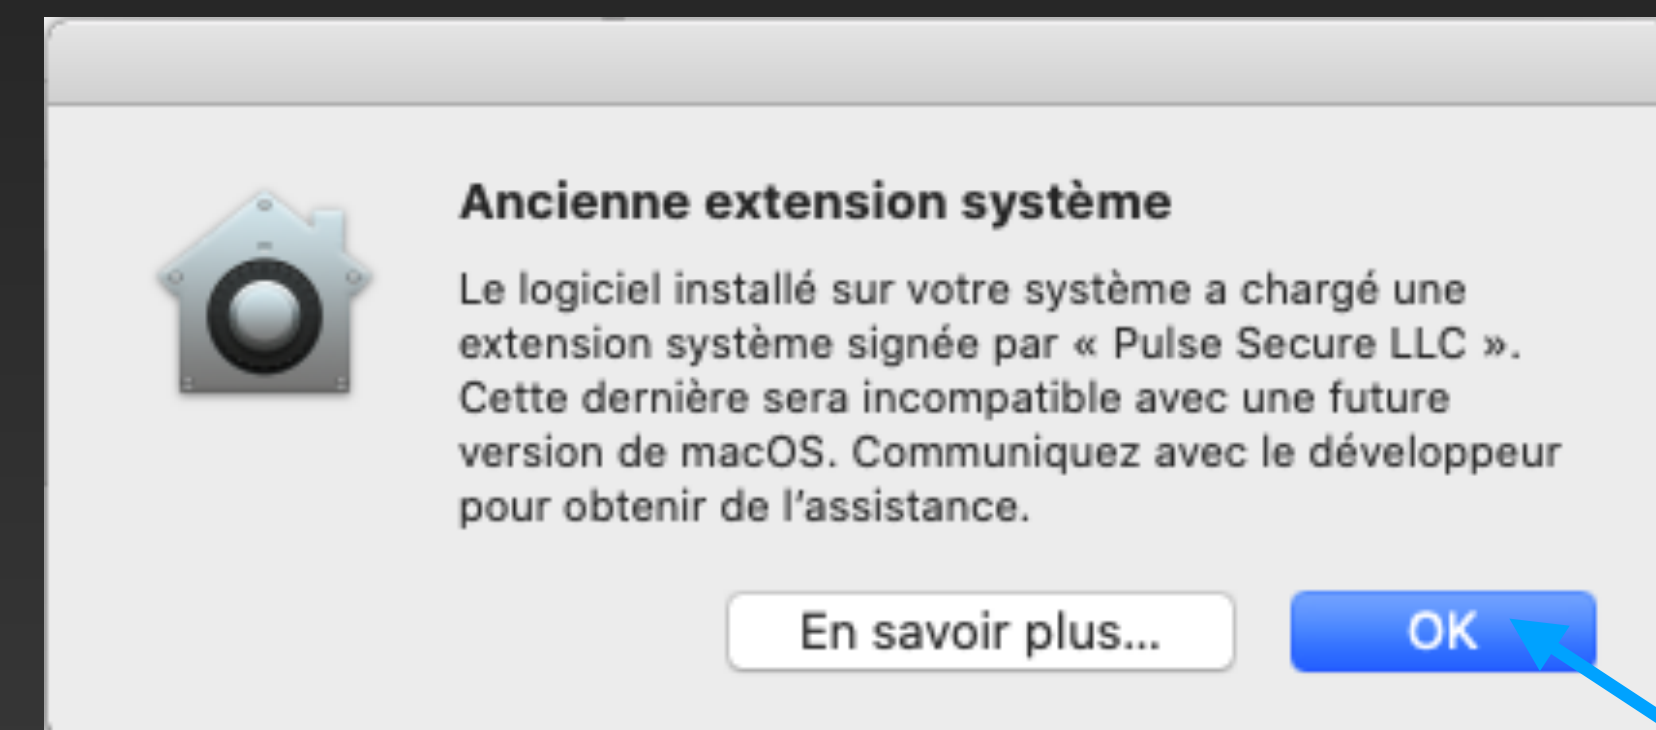 Ancienne extension système
Le logiciel installé sur votre système a chargé une
extension système signée par « Pulse Secure LLC ».
Cette dernière sera incompatible avec une future
version de macOS. Communiquez avec le développeur
pour obtenir de l’assistance.
En savoir plus...
OK